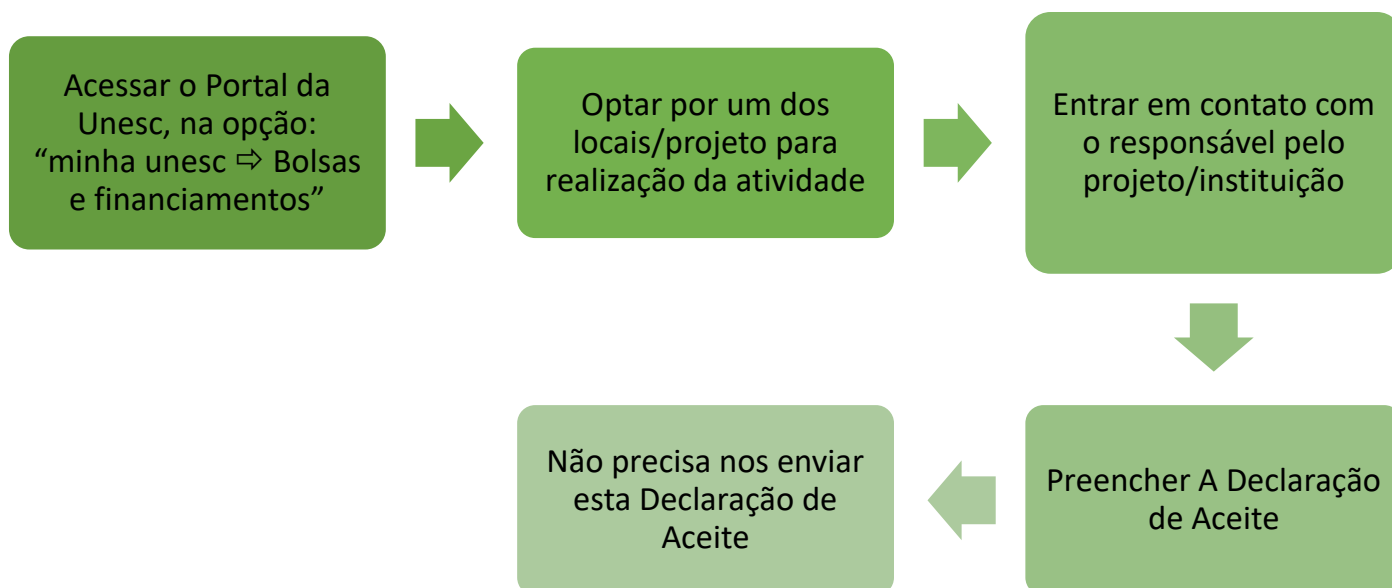 Acessar o Portal da
Unesc, na opção:
“minha unesc ⇨ Bolsas
e financiamentos”
Optar por um dos
locais/projeto para
realização da atividade
Entrar em contato com
o responsável pelo
projeto/instituição
Preencher A Declaração
de Aceite
Não precisa nos enviar
esta Declaração de
Aceite